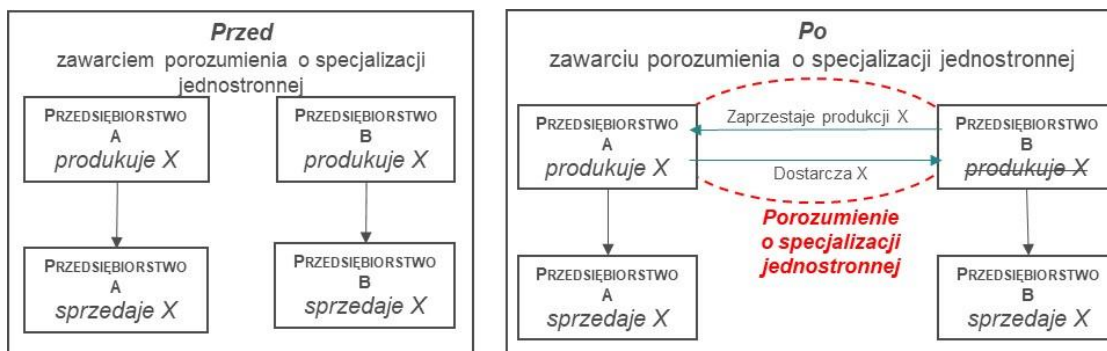 Przed
zawarciem porozumienia o specjalizacji
jednostronnej
PRZEDSIĘBIORSTWO
A
produkuje X
PRZEDSIĘBIORSTWO
B
produkuje X
PRZEDSIĘBIORSTWO
A
sprzedaje X
PRZEDSIĘBIORSTWO
B
sprzedaje X
Po
zawarciu porozumienia o specjalizacji jednostronnej
PRZEDSIĘBIORSTWO
A
produkuje X
Zaprzestaje produkcji X
Dostarcza X
PRZEDSIĘBIORSTWO
B
produkuje X
Porozumienie
o specjalizacji
jednostronnej
PRZEDSIĘBIORSTWO
A
sprzedaje X
PRZEDSIĘBIORSTWO
B
sprzedaje X